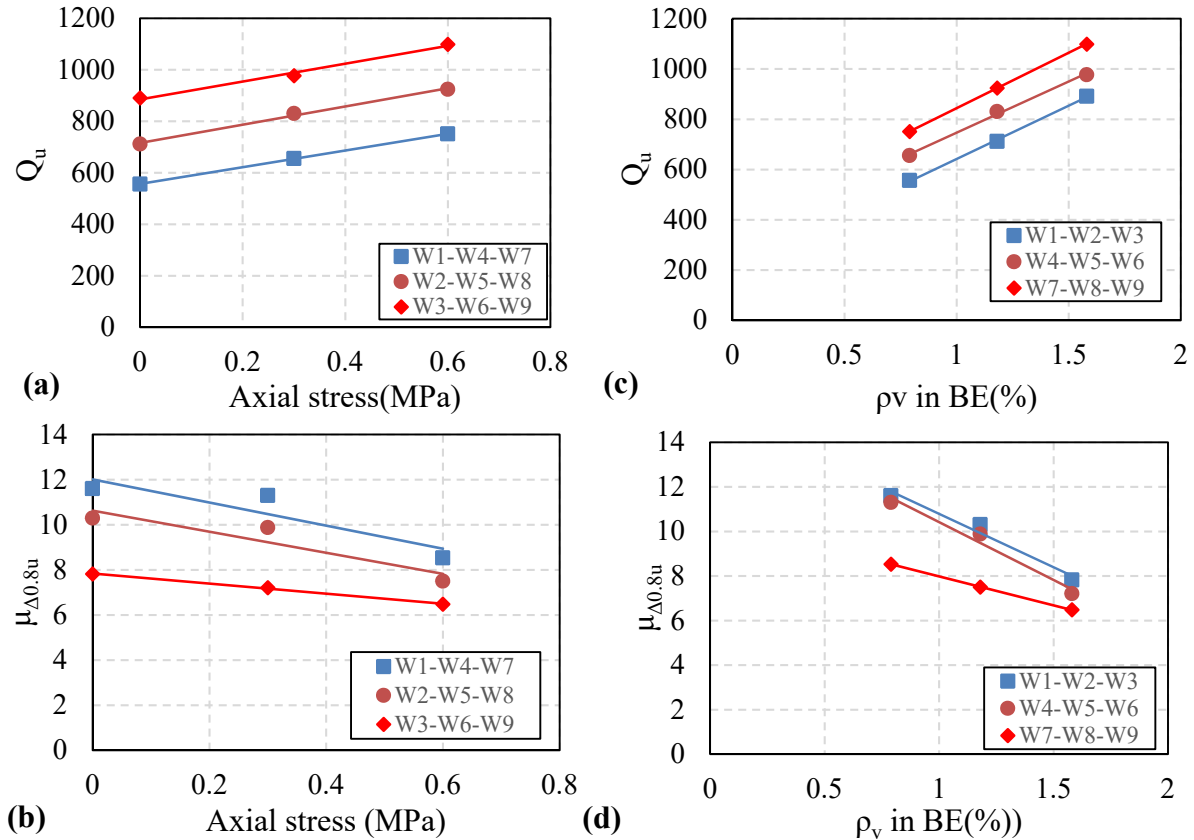 1200
1000
800
600
400
200
0
Qu
0 0.2 0.4 0.6 0.8
Axial stress(MPa)
W1-W4-W7
W2-W5-W8
W3-W6-W9
(a)
1200
1000
800
600
400
200
0
Qu
0 0.5 1 1.5 2
ρv in BE(%)
W1-W2-W3
W4-W5-W6
W7-W8-W9
(c)
14
12
10
8
6
4
2
0
μΔ0.8u
0 0.2 0.4 0.6 0.8
Axial stress (MPa)
W1-W4-W7
W2-W5-W8
W3-W6-W9
(b)
14
12
10
8
6
4
2
0
μΔ0.8u
0 0.5 1 1.5 2
ρv in BE(%))
W1-W2-W3
W4-W5-W6
W7-W8-W9
(d)